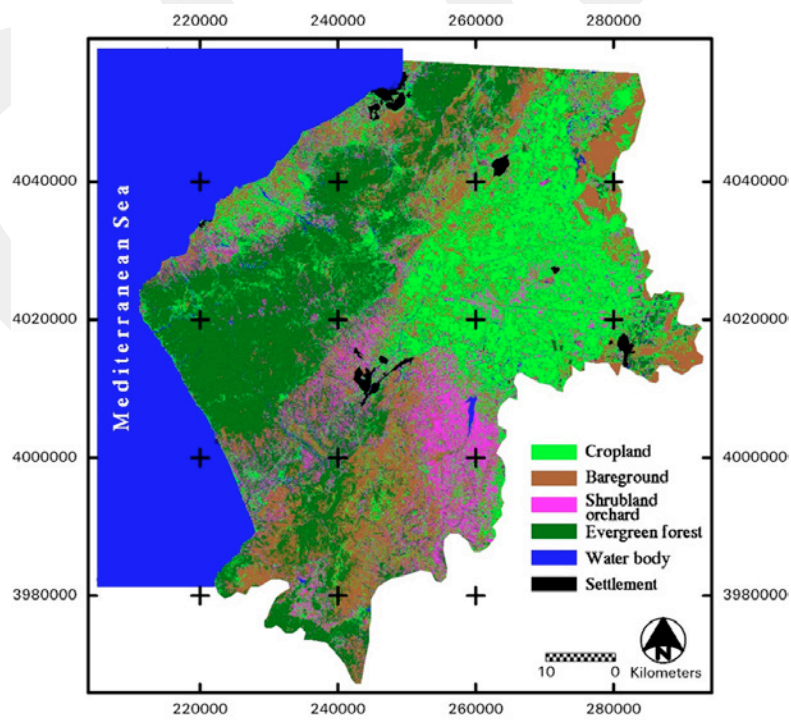 220000 240000 260000 280000
4040000 4040000
4020000 4020000
4000000 4000000
3980000 3980000
Mediterranean Sea
Cropland
Bareground
Shrubland
orchard
Evergreen forest
Water body
Settlement
N
10 0 Kilometers
220000 240000 260000 280000